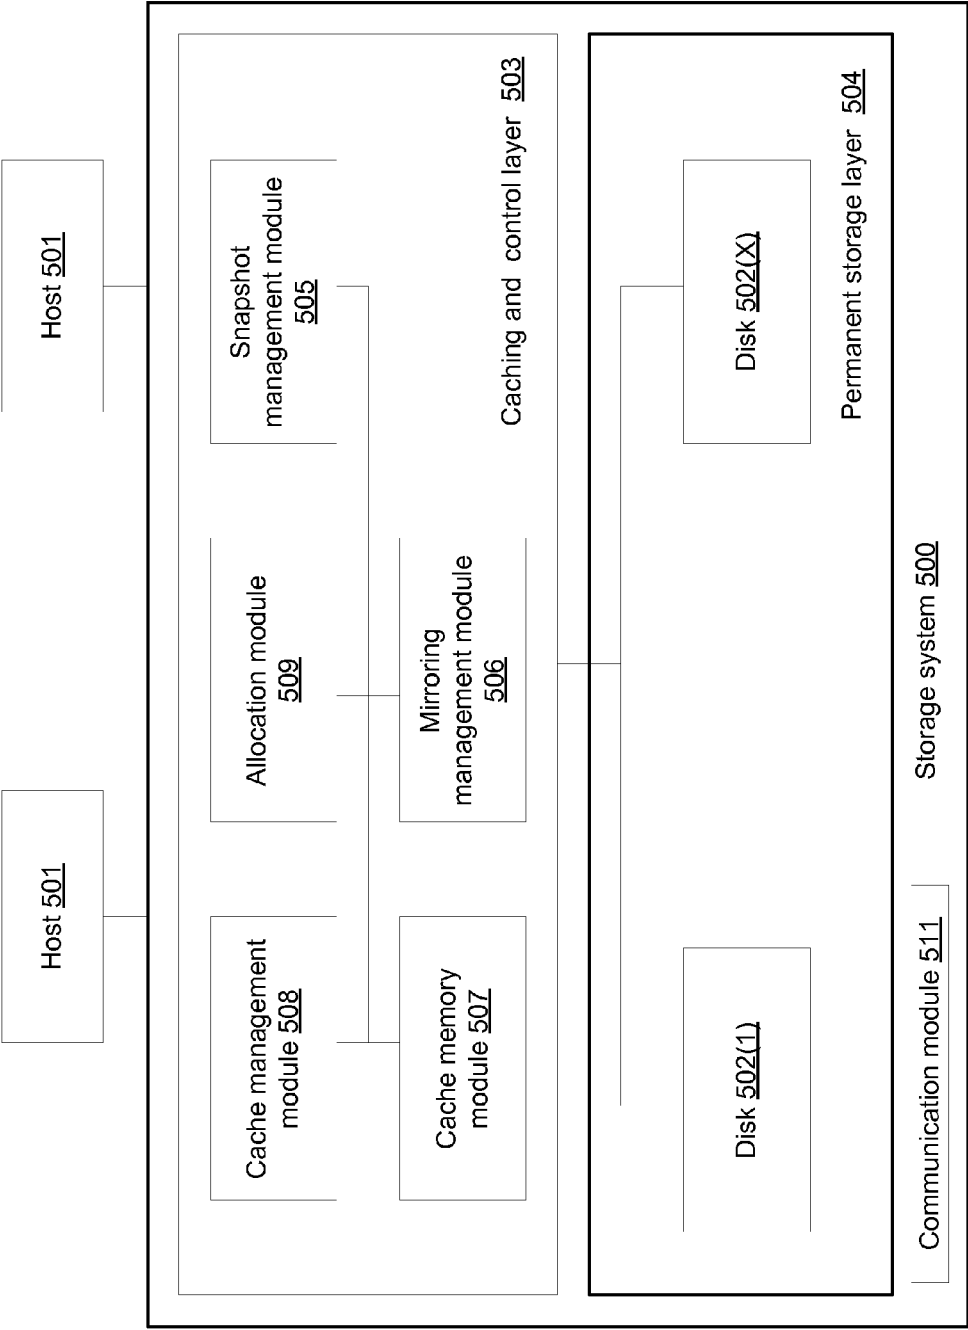 Host 501
Host 501
Cache management
module 508
Allocation module
509
Snapshot
management module
505
Cache memory
module 507
Mirroring
management module
506
Caching and control layer 503
Disk 502(1)
Disk 502(X)
Permanent storage layer 504
Communication module 511
Storage system 500